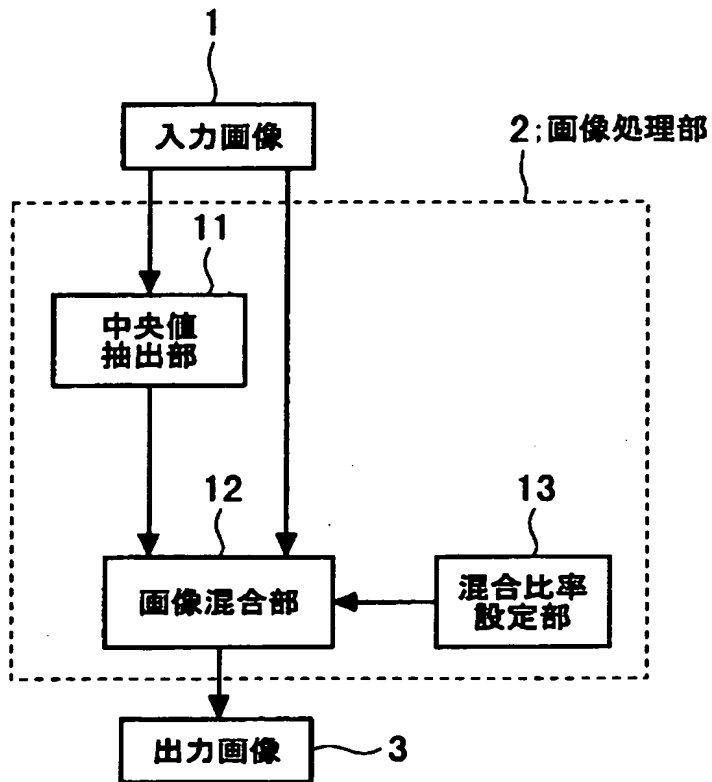 1
入力画像
2;画像処理部
11
中央値
抽出部
12
画像混合部
13
混合比率
設定部
出力画像
3